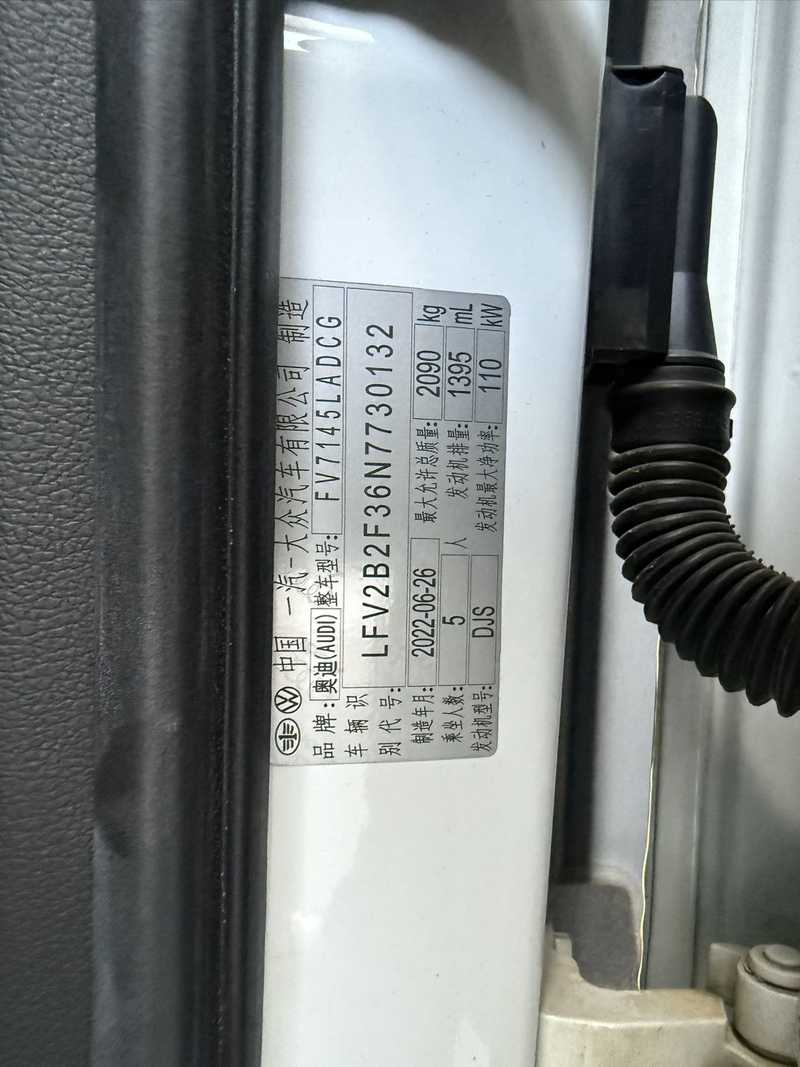 中国 一汽-大众汽车有限公司 制造
品牌:奥迪(AUDI) 整车型号: FV7145LADCG
车辆识别代号: LFV2B2F36N7730132
制造年月: 2022-06-26 最大允许总质量: 2090 kg
乘坐人数: 5 人 发动机排量: 1395 mL
发动机型号: DJS 发动机最大净功率: 110 kW